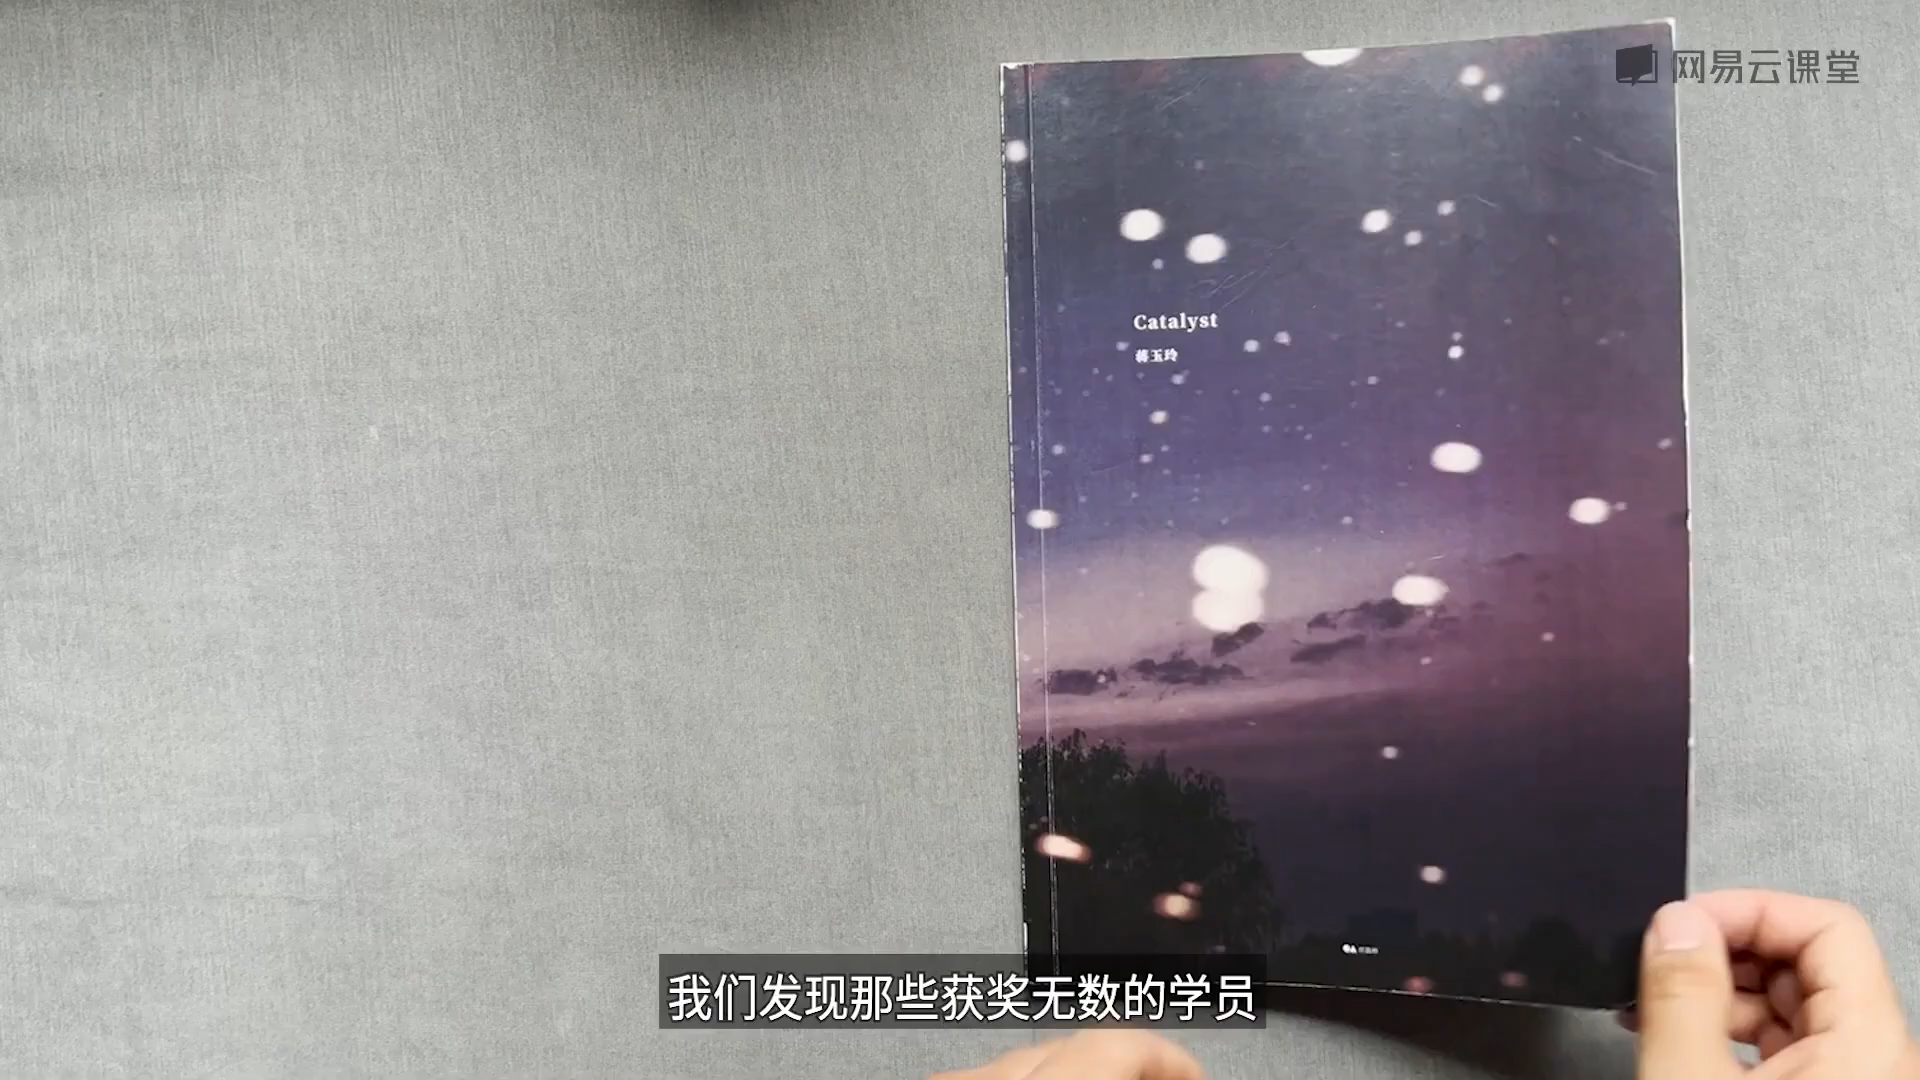 网易云课堂
Catalyst
蒋玉玲
我们发现那些获奖无数的学员